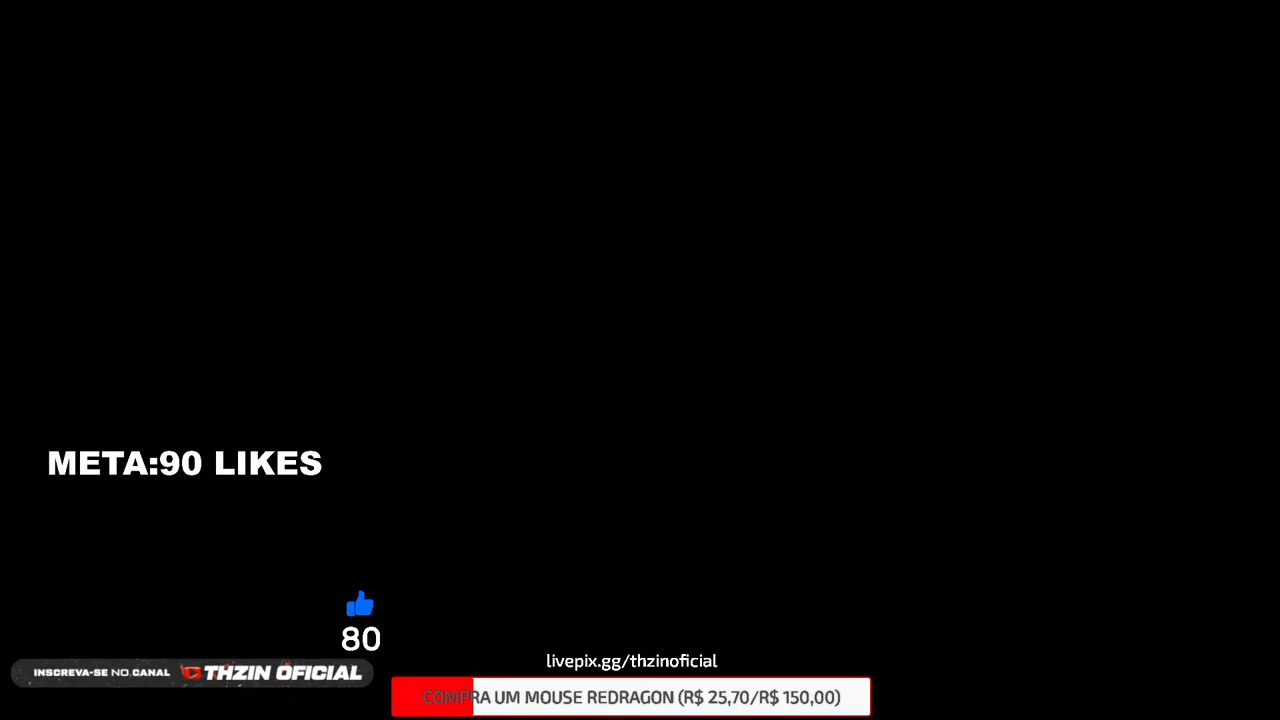 META:90 LIKES
80
livepix.gg/thzinoficial
INSCREVA-SE NO CANAL THZIN OFICIAL
COMPRA UM MOUSE REDRAGON (R$ 25,70/R$ 150,00)